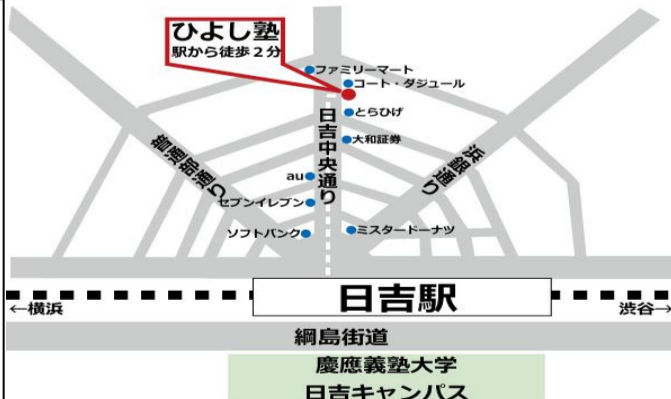 ひよし塾
駅から徒歩2分
ファミリーマート
コート・ダジュール
とらひげ
大和証券
日吉中央通り
普通部通り
浜銀通り
au
セブンイレブン
ソフトバンク
ミスタードーナツ
日吉駅
←横浜
渋谷→
綱島街道
慶應義塾大学
日吉キャンパス